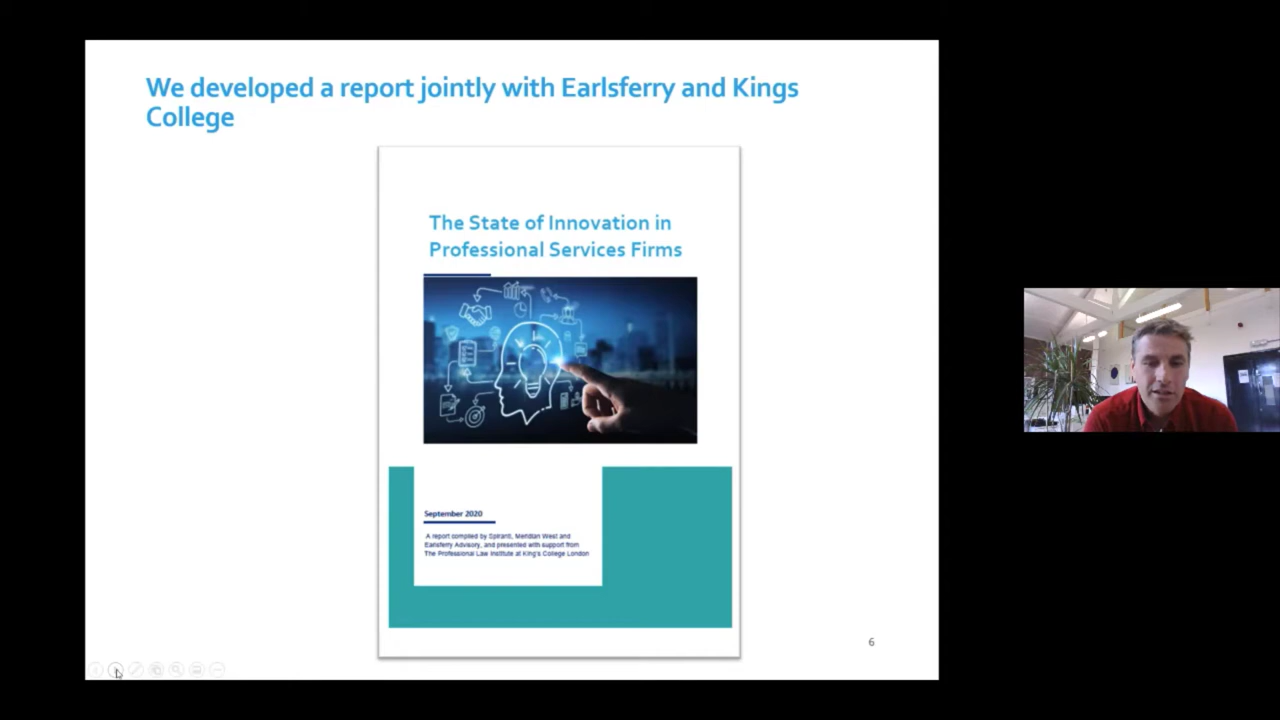 We developed a report jointly with Earlsferry and Kings
College
The State of Innovation in
Professional Services Firms
September 2020
A report compiled by Spiranti, Meridian West and
Earlsferry Advisory, and presented with support from
The Professional Law Institute at King's College London
6